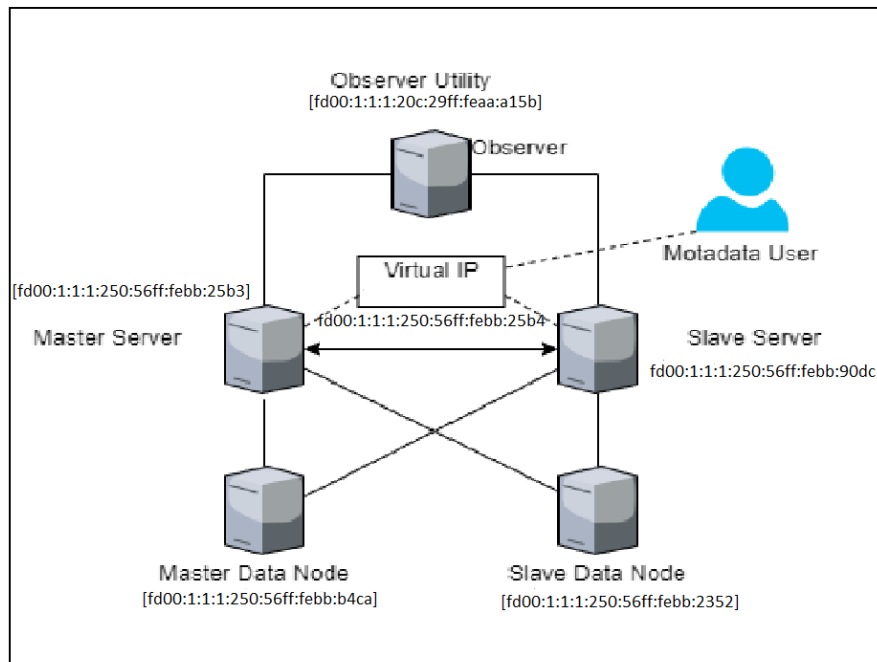 Observer Utility
[fd00:1:1:1:20c:29ff:feaa:a15b]
Observer
Motadata User
Virtual IP
[fd00:1:1:1:250:56ff:febb:25b3]
fd00:1:1:1:250:56ff:febb:25b4
Master Server
Slave Server
fd00:1:1:1:250:56ff:febb:90dc
Master Data Node
[fd00:1:1:1:250:56ff:febb:b4ca]
Slave Data Node
[fd00:1:1:1:250:56ff:febb:2352]